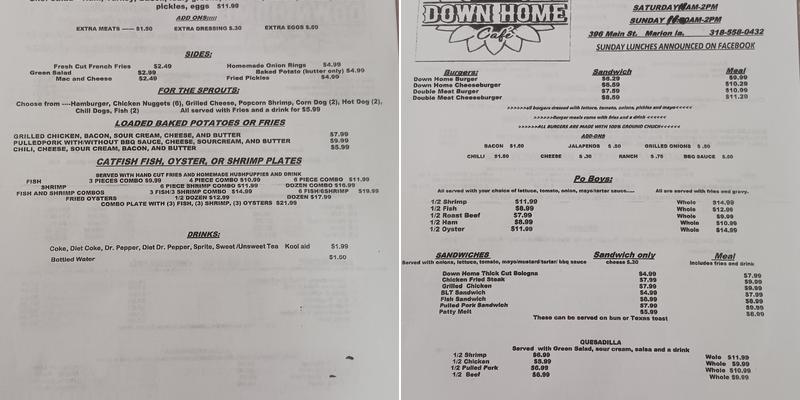 pickles, eggs $11.99
ADD ONS/////
EXTRA MEATS ----- $1.50 EXTRA DRESSING $.30 EXTRA EGGS $.50
SIDES:
Fresh Cut French Fries $2.49 Homemade Onion Rings $4.99
Green Salad $2.99 Baked Potato (butter only) $4.99
Mac and Cheese $2.49 Fried Pickles $4.99
FOR THE SPROUTS:
Choose from ----Hamburger, Chicken Nuggets (6), Grilled Cheese, Popcorn Shrimp, Corn Dog (2), Hot Dog (2),
Chili Dogs, Fish (2) All served with Fries and a drink for $5.99
LOADED BAKED POTATOES OR FRIES
GRILLED CHICKEN, BACON, SOUR CREAM, CHEESE, AND BUTTER $7.99
PULLEDPORK WITH/WITHOUT BBQ SAUCE, CHEESE, SOURCREAM, AND BUTTER $9.99
CHILI, CHEESE, SOUR CREAM, BACON, AND BUTTER $5.99
CATFISH FISH, OYSTER, OR SHRIMP PLATES
SERVED WITH HAND CUT FRIES AND HOMEMADE HUSHPUPPIES AND DRINK
FISH 3 PIECES COMBO $9.99 4 PIECES COMBO $10.99 6 PIECE COMBO $11.99
SHRIMP 6 PIECE SHRIMP COMBO $11.99 DOZEN COMBO $16.99
FISH AND SHRIMP COMBOS 3 FISH/3 SHRIMP COMBO $14.99 6 FISH/6SHRIMP $19.99
FRIED OYSTERS 1/2 DOZEN $12.99 DOZEN $17.99
COMBO PLATE WITH (3) FISH, (3) SHRIMP, (3) OYSTERS $21.99
DRINKS:
Coke, Diet Coke, Dr. Pepper, Diet Dr. Pepper, Sprite, Sweet /Unsweet Tea Kool aid $1.99
Bottled Water $1.50
DOWN HOME
Café
SATURDAY AM-2PM
SUNDAY AM-2PM
396 Main St. Marion la. 318-558-0432
SUNDAY LUNCHES ANNOUNCED ON FACEBOOK
Burgers: Sandwich Meal
Down Home Burger $5.29 $9.99
Down Home Cheeseburger $5.59 $10.29
Double Meat Burger $7.59 $10.99
Double Meat Cheeseburger $8.59 $11.29
>>>>>>all burgers dressed with lettuce, tomato, onions, pickles and mayo<<<<<<
>>>>>>Burger meals come with fries and a drink<<<<<<
>>>>>>ALL BURGERS ARE MADE WITH 100% GROUND CHUCK<<<<<<
ADD-ONS
BACON $1.50 JALAPENOS $ .50 GRILLED ONIONS $ .50
CHILLI $1.50 CHEESE $ .30 RANCH $ .75 BBQ SAUCE $.50
Po Boys:
All served with your choice of lettuce, tomato, onions, mayo/tartar sauce..... All are served with fries and gravy.
1/2 Shrimp $11.99 Whole $14.99
1/2 Fish $8.99 Whole $12.99
1/2 Roast Beef $7.99 Whole $9.99
1/2 Ham $8.99 Whole $10.99
1/2 Oyster $11.99 Whole $14.99
SANDWICHES Sandwich only Meal
Served with onions, lettuce, tomato, mayo/mustard/tartar/ bbq sauce cheese $.30 Includes fries and drink
Down Home Thick Cut Bologna $4.99 $7.99
Chicken Fried Steak $7.99 $9.99
Grilled Chicken $7.99 $9.99
BLT Sandwich $4.99 $7.99
Fish Sandwich $6.99 $8.99
Pulled Pork Sandwich $7.99 $9.99
Patty Melt $5.99 $8.99
These can be served on bun or Texas toast
QUESADILLA
Served with Green Salad, sour cream, salsa and a drink
1/2 Shrimp $6.99 Wole $11.99
1/2 Chicken $5.99 Whole $9.99
1/2 Pulled Pork $6.99 Whole $10.99
1/2 Beef $6.99 Whole $9.99